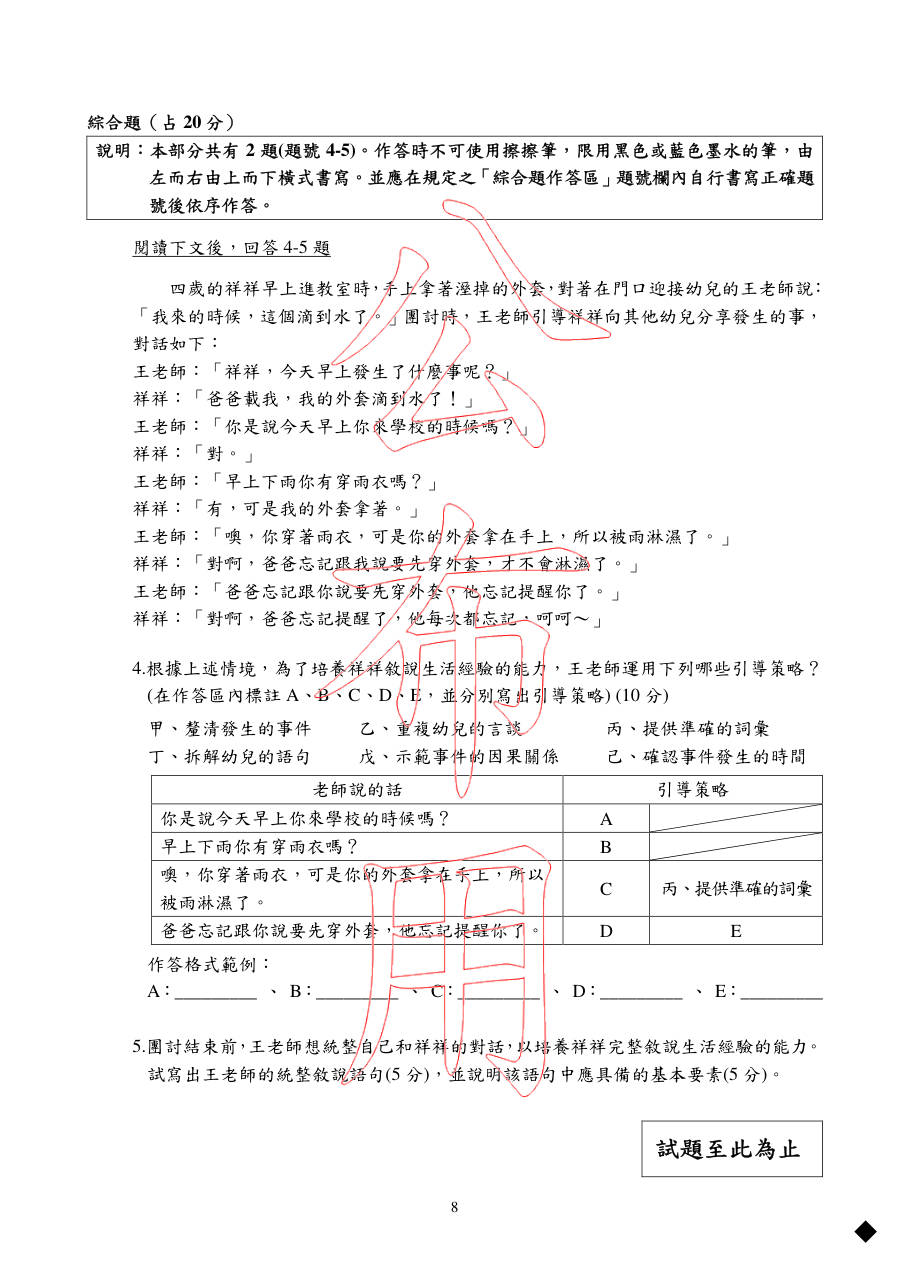 綜合題（占 20 分）
說明：本部分共有 2 題(題號 4-5)。作答時不可使用擦擦筆，限用黑色或藍色墨水的筆，由
左而右由上而下橫式書寫。並應在規定之「綜合題作答區」題號欄內自行書寫正確題
號後依序作答。
閱讀下文後，回答 4-5 題
四歲的祥祥早上進教室時，手上拿著溼掉的外套，對著在門口迎接幼兒的王老師說：
「我來的時候，這個滴到水了。」團討時，王老師引導祥祥向其他幼兒分享發生的事，
對話如下：
王老師：「祥祥，今天早上發生了什麼事呢？」
祥祥：「爸爸載我，我的外套滴到水了！」
王老師：「你是說今天早上你來學校的時候嗎？」
祥祥：「對。」
王老師：「早上下雨你有穿雨衣嗎？」
祥祥：「有，可是我的外套拿著。」
王老師：「噢，你穿著雨衣，可是你的外套拿在手上，所以被雨淋濕了。」
祥祥：「對啊，爸爸忘記跟我說要先穿外套，才不會淋濕了。」
王老師：「爸爸忘記跟你說要先穿外套，他忘記提醒你了。」
祥祥：「對啊，爸爸忘記提醒了，他每次都忘記，呵呵～」
4.根據上述情境，為了培養祥祥敘說生活經驗的能力，王老師運用下列哪些引導策略？
(在作答區內標註 A、B、C、D、E，並分別寫出引導策略) (10 分)
甲、釐清發生的事件 乙、重複幼兒的言談 丙、提供準確的詞彙
丁、拆解幼兒的語句 戊、示範事件的因果關係 己、確認事件發生的時間
老師說的話 引導策略
你是說今天早上你來學校的時候嗎？ A
早上下雨你有穿雨衣嗎？ B
噢，你穿著雨衣，可是你的外套拿在手上，所以
被雨淋濕了。 C 丙、提供準確的詞彙
爸爸忘記跟你說要先穿外套，他忘記提醒你了。 D E
作答格式範例：
A：_________ 、 B：_________ 、 C：_________ 、 D：_________ 、 E：_________
5.團討結束前，王老師想統整自己和祥祥的對話，以培養祥祥完整敘說生活經驗的能力。
試寫出王老師的統整敘說語句(5 分)，並說明該語句中應具備的基本要素(5 分)。
試題至此為止
8
公布用